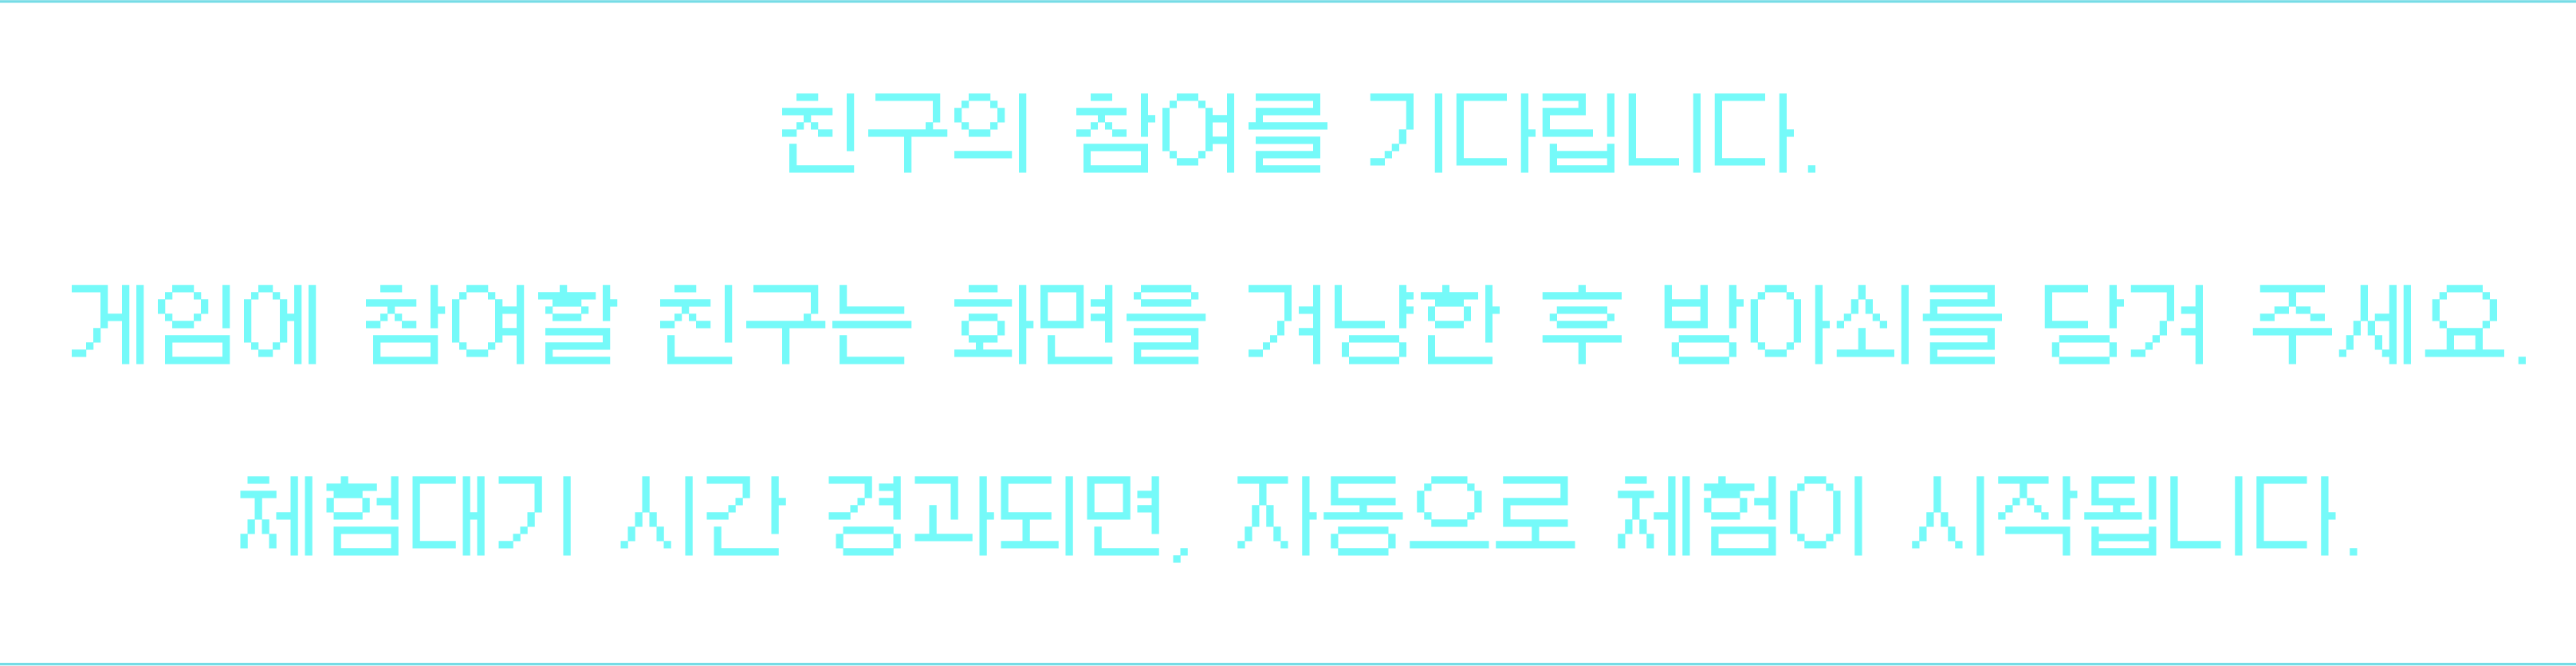 친구의 참여를 기다립니다.
게임에 참여할 친구는 화면을 겨냥한 후 방아쇠를 당겨 주세요.
체험대기 시간 경과되면, 자동으로 체험이 시작됩니다.